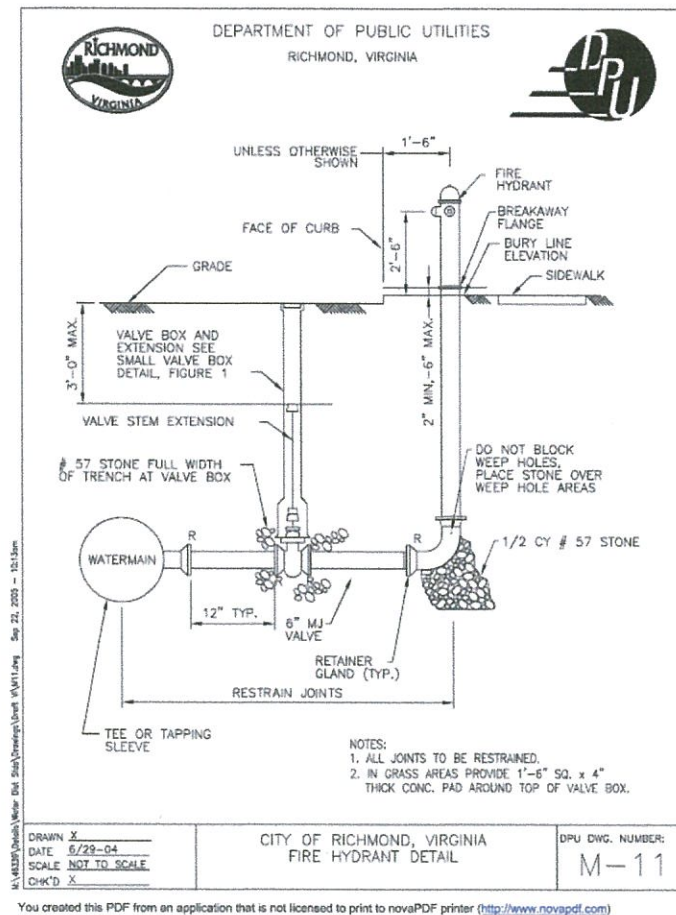 DEPARTMENT OF PUBLIC UTILITIES
RICHMOND, VIRGINIA
RICHMOND
VIRGINIA
DPU
1'-6"
UNLESS OTHERWISE
SHOWN
FIRE
HYDRANT
BREAKAWAY
FLANGE
FACE OF CURB
2'-6"
BURY LINE
ELEVATION
GRADE
SIDEWALK
3'-0" MAX.
VALVE BOX AND
EXTENSION SEE
SMALL VALVE BOX
DETAIL, FIGURE 1
2" MIN,-6" MAX.
VALVE STEM EXTENSION
# 57 STONE FULL WIDTH
OF TRENCH AT VALVE BOX
DO NOT BLOCK
WEEP HOLES,
PLACE STONE OVER
WEEP HOLE AREAS
R
R
WATERMAIN
1/2 CY # 57 STONE
12" TYP.
6" MJ
VALVE
RETAINER
GLAND (TYP.)
RESTRAIN JOINTS
TEE OR TAPPING
SLEEVE
NOTES:
1. ALL JOINTS TO BE RESTRAINED.
2. IN GRASS AREAS PROVIDE 1'-6" SQ. x 4"
THICK CONC. PAD AROUND TOP OF VALVE BOX.
Sep 22, 2005 - 10:13am
DRAWN X
DATE 6/29-04
SCALE NOT TO SCALE
CHK'D X
CITY OF RICHMOND, VIRGINIA
FIRE HYDRANT DETAIL
DPU DWG. NUMBER:
M-11
You created this PDF from an application that is not licensed to print to novaPDF printer (http://www.novapdf.com)